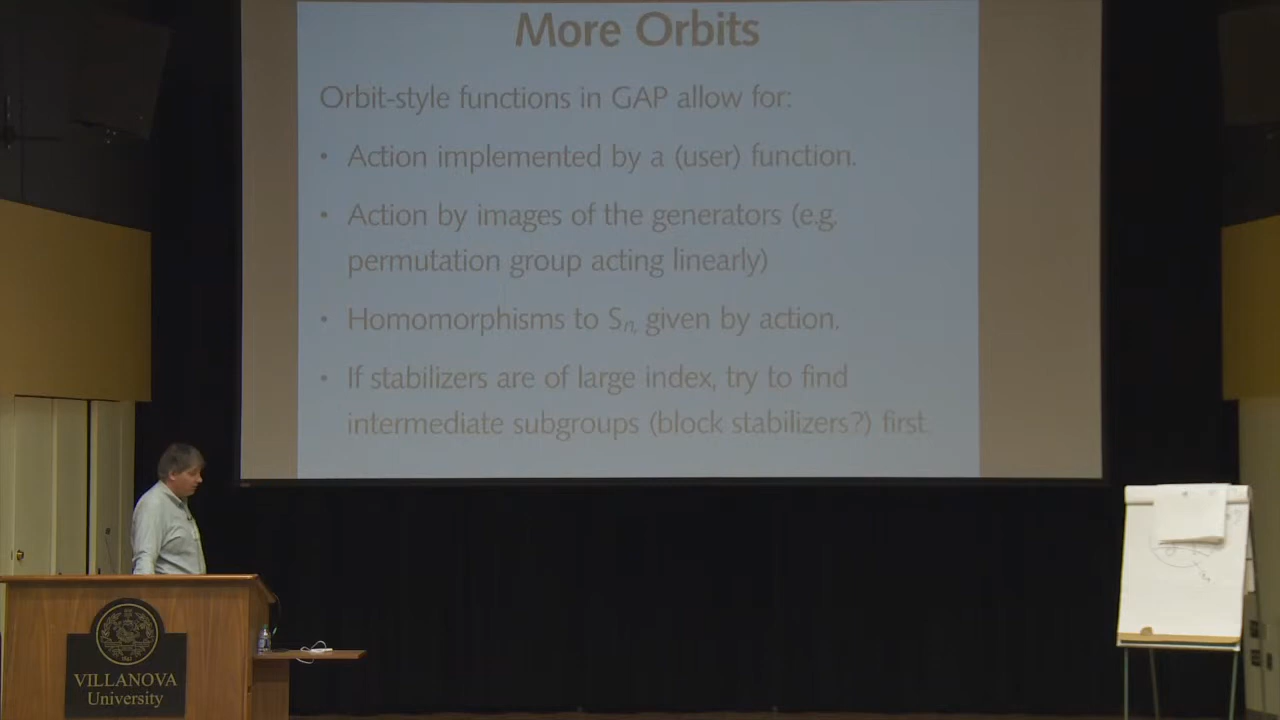 More Orbits
Orbit-style functions in GAP allow for:
• Action implemented by a (user) function.
• Action by images of the generators (e.g.
permutation group acting linearly)
• Homomorphisms to Sn, given by action.
• If stabilizers are of large index, try to find
intermediate subgroups (block stabilizers?) first.
VILLANOVA
University